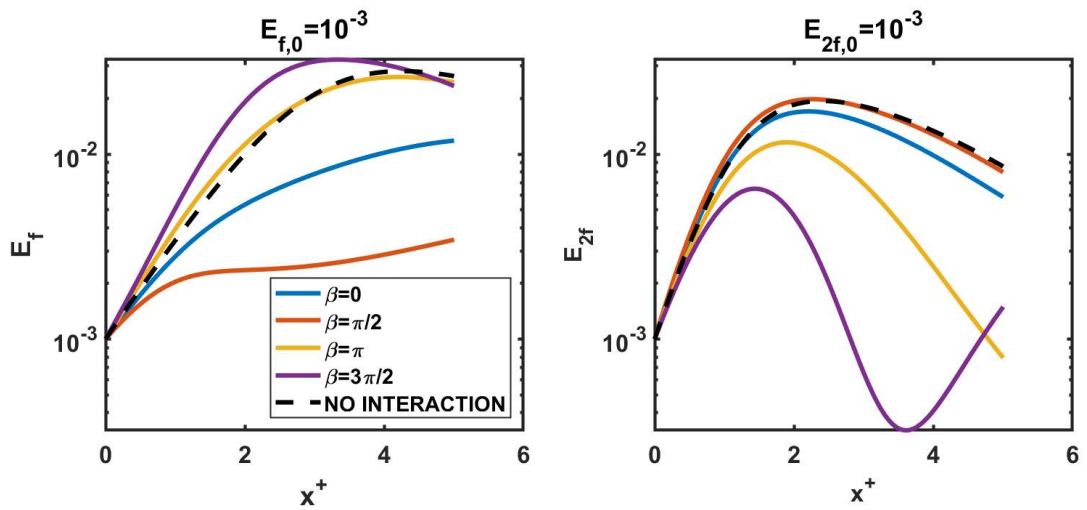 E_{f,0}=10^{-3}
10^{-2}
10^{-3}
E_f
β=0
β=π/2
β=π
β=3π/2
NO INTERACTION
0 2 4 6
x^+
E_{2f,0}=10^{-3}
10^{-2}
10^{-3}
E_{2f}
0 2 4 6
x^+